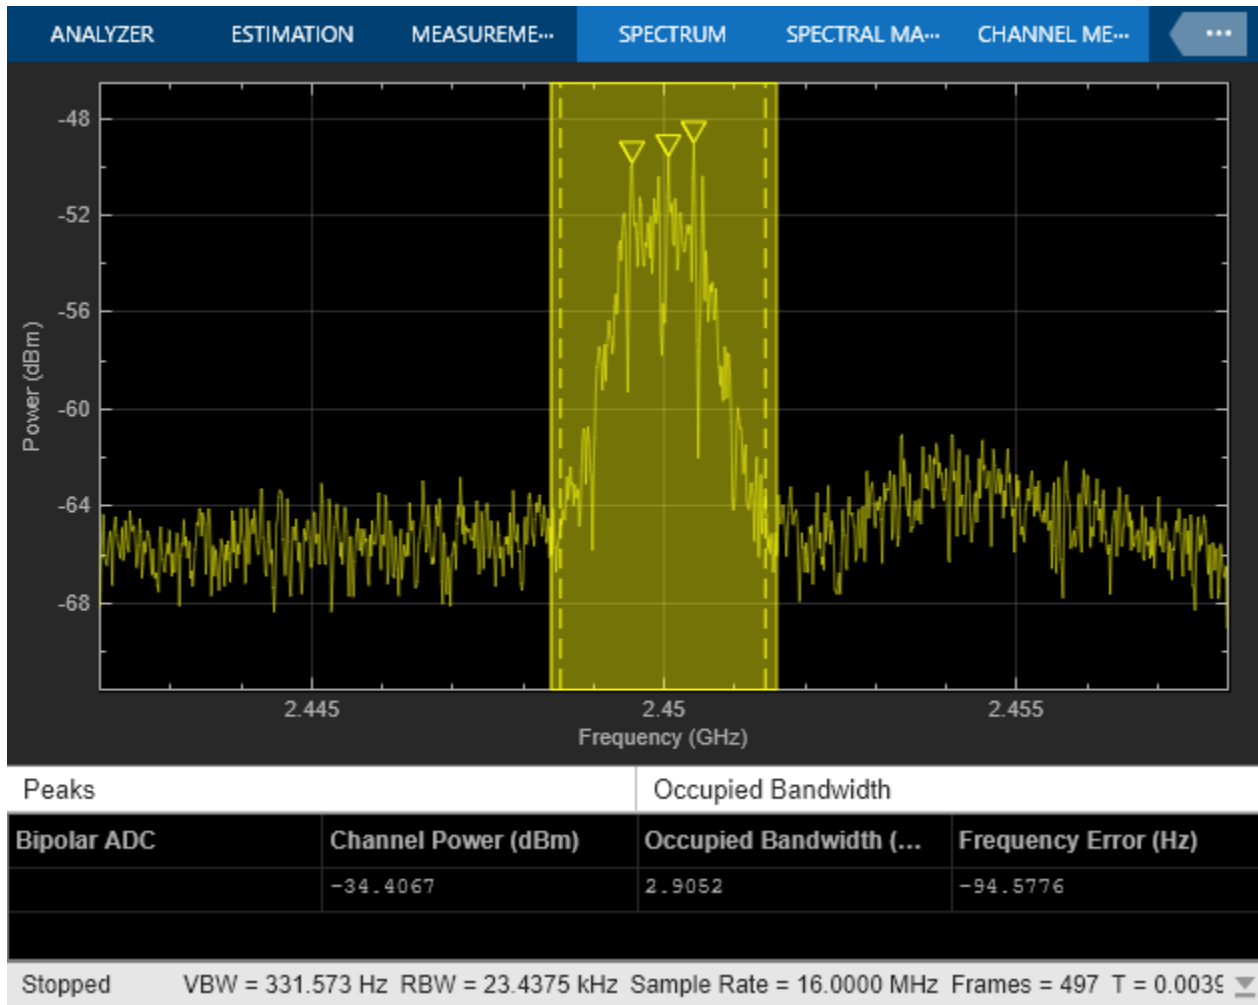 ANALYZER ESTIMATION MEASUREME··· SPECTRUM SPECTRAL MA··· CHANNEL ME··· ···
-48
-52
-56
-60
-64
-68
Power (dBm)
2.445 2.45 2.455
Frequency (GHz)
Peaks Occupied Bandwidth
Bipolar ADC Channel Power (dBm) Occupied Bandwidth (... Frequency Error (Hz)
-34.4067 2.9052 -94.5776
Stopped VBW = 331.573 Hz RBW = 23.4375 kHz Sample Rate = 16.0000 MHz Frames = 497 T = 0.0039